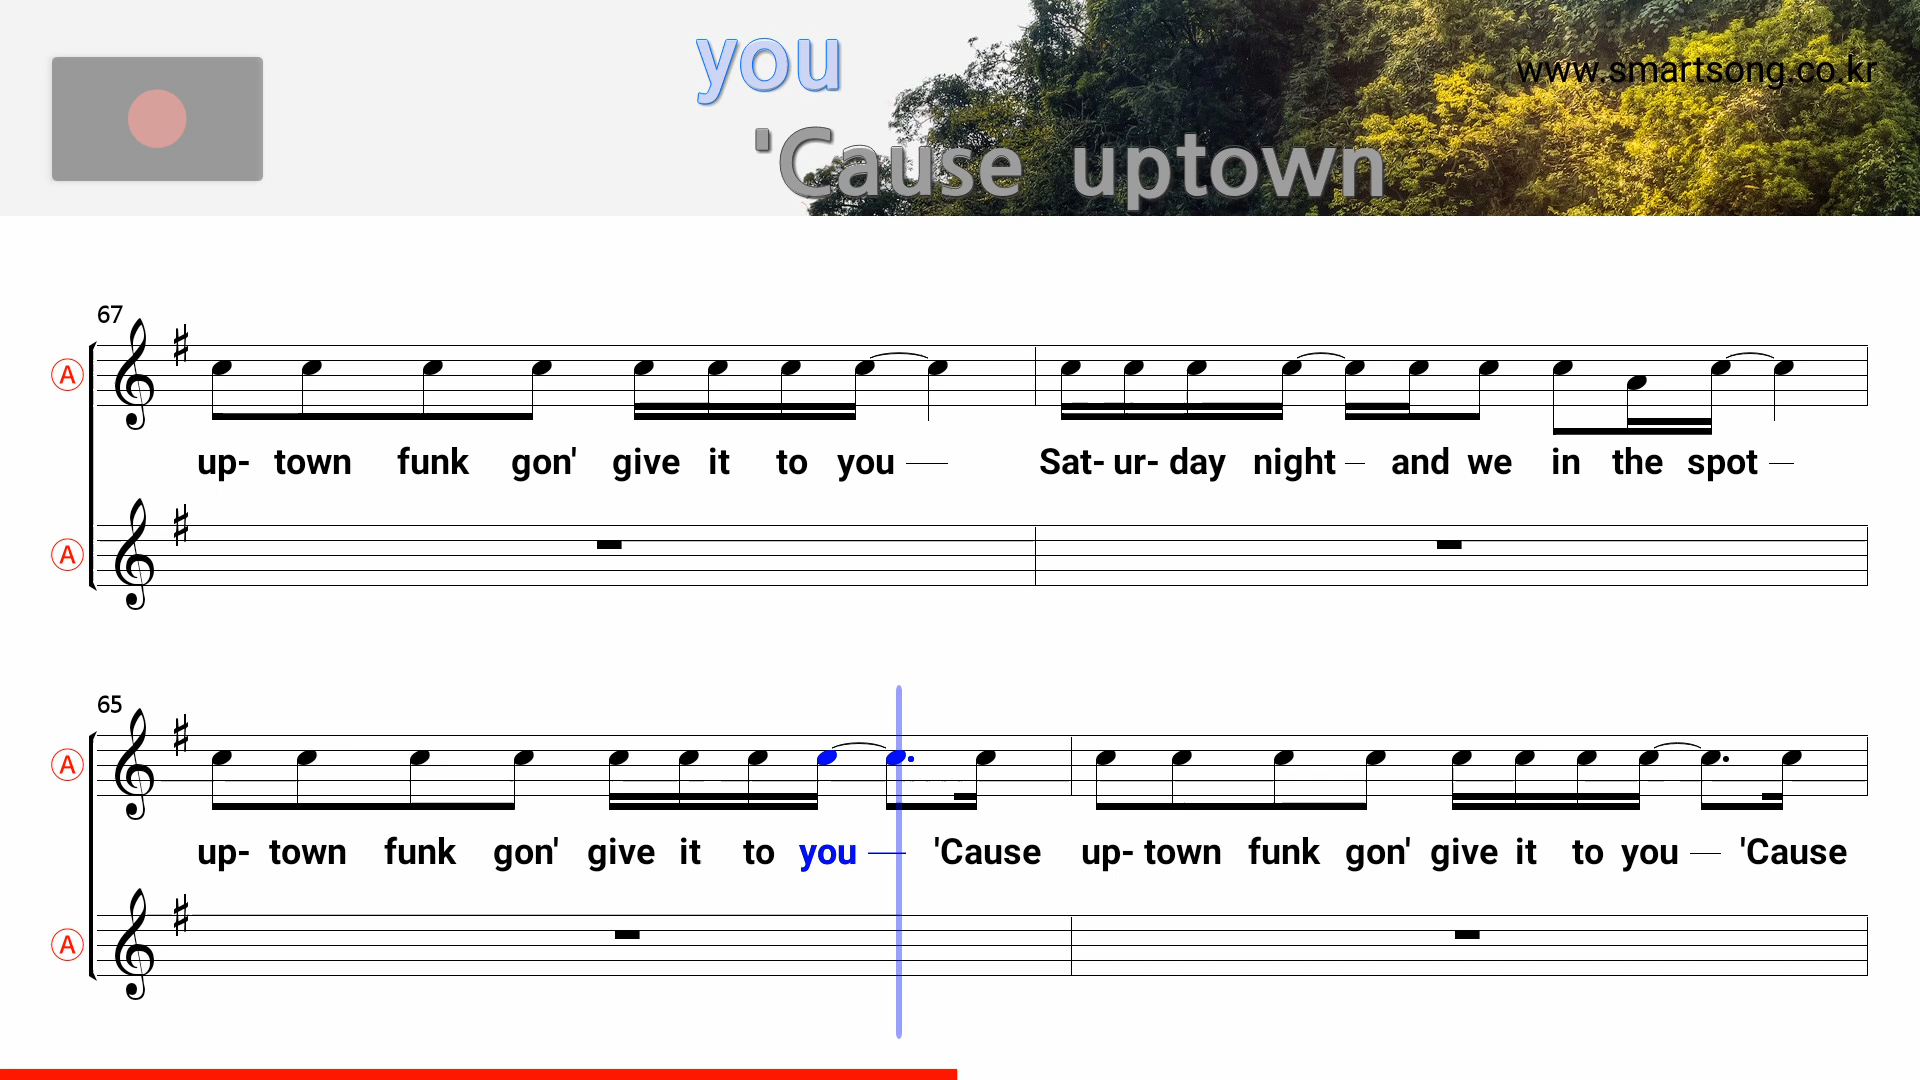 you
www.smartsong.co.kr
'Cause uptown
67
A
up- town funk gon' give it to you Sat- ur- day night and we in the spot
A
65
A
up- town funk gon' give it to you 'Cause up- town funk gon' give it to you 'Cause
A